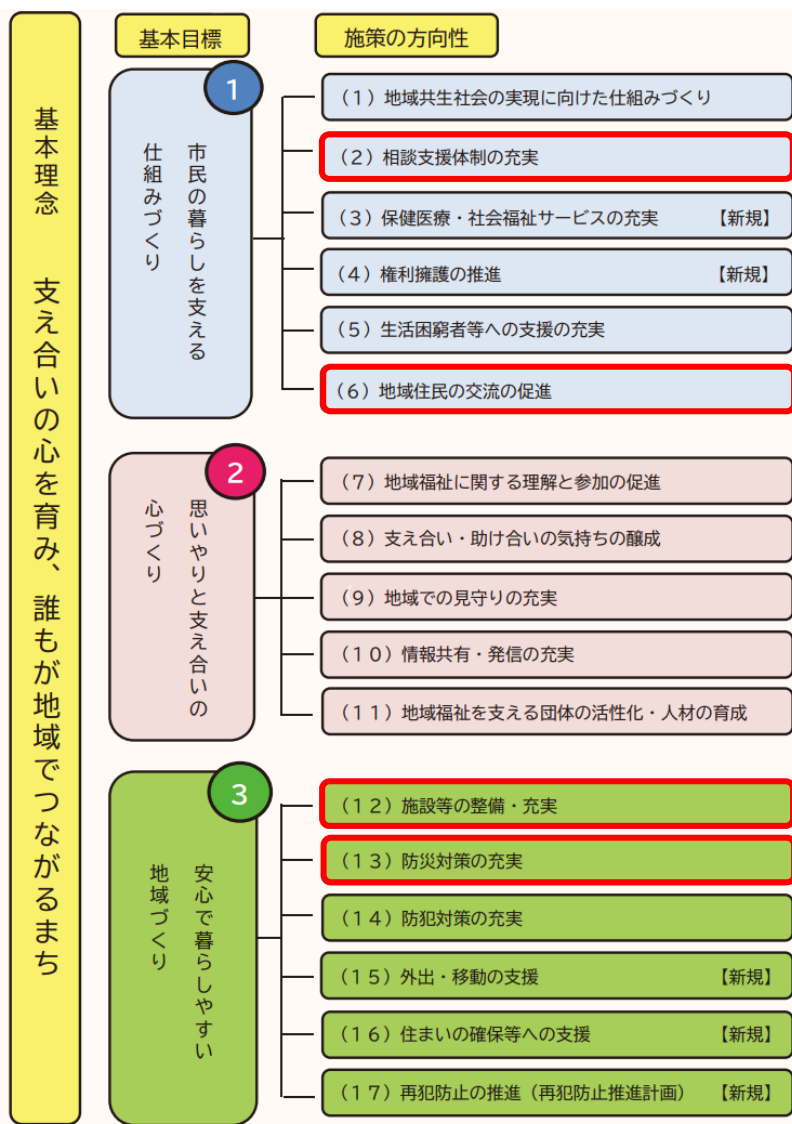 基本理念　支え合いの心を育み、誰もが地域でつながるまち
基本目標
施策の方向性
1
市民の暮らしを支える
仕組みづくり
（１）地域共生社会の実現に向けた仕組みづくり
（２）相談支援体制の充実
（３）保健医療・社会福祉サービスの充実　【新規】
（４）権利擁護の推進　【新規】
（５）生活困窮者等への支援の充実
（６）地域住民の交流の促進
2
思いやりと支え合いの
心づくり
（７）地域福祉に関する理解と参加の促進
（８）支え合い・助け合いの気持ちの醸成
（９）地域での見守りの充実
（１０）情報共有・発信の充実
（１１）地域福祉を支える団体の活性化・人材の育成
3
安心で暮らしやすい
地域づくり
（１２）施設等の整備・充実
（１３）防災対策の充実
（１４）防犯対策の充実
（１５）外出・移動の支援　【新規】
（１６）住まいの確保等への支援　【新規】
（１７）再犯防止の推進（再犯防止推進計画）　【新規】